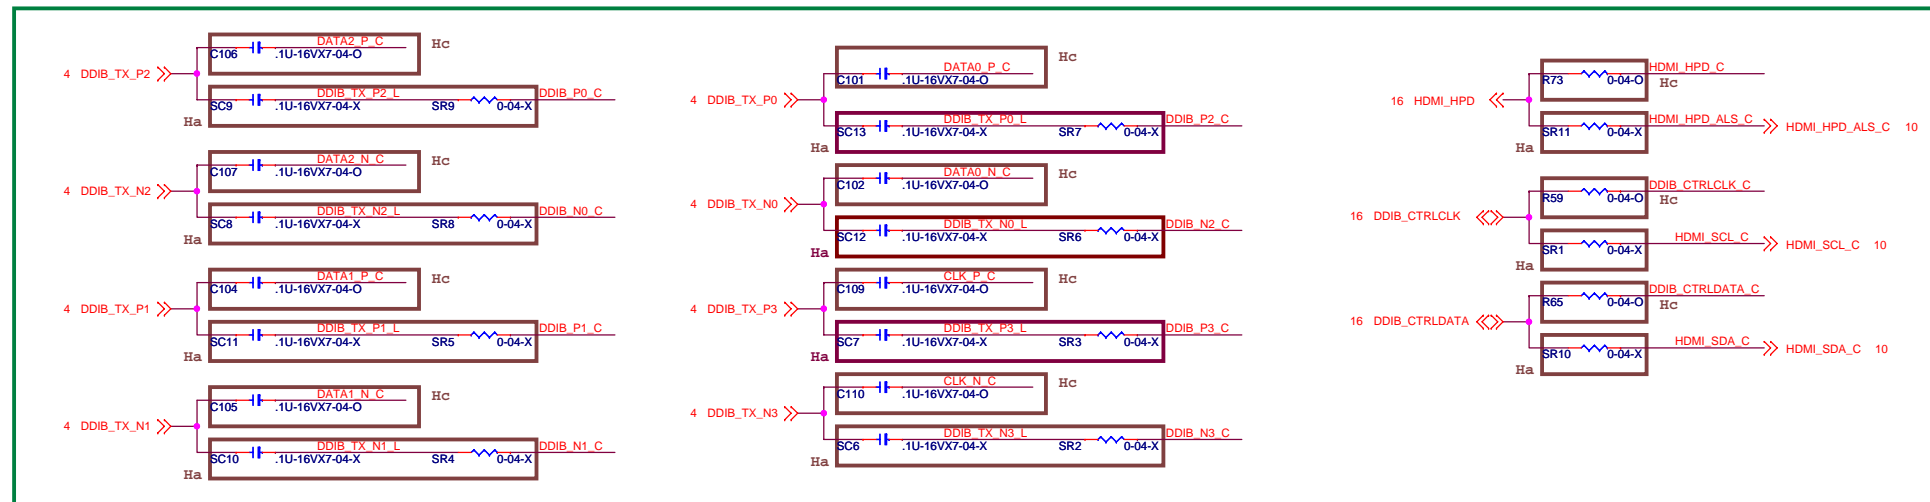 DATA2_P_C Hc
C106 .1U-16VX7-04-O
4 DDIB_TX_P2
DDIB_TX_P2_L DDIB_P0_C
SC9 .1U-16VX7-04-X SR9 0-04-X
Ha
DATA2_N_C Hc
C107 .1U-16VX7-04-O
4 DDIB_TX_N2
DDIB_TX_N2_L DDIB_N0_C
SC8 .1U-16VX7-04-X SR8 0-04-X
Ha
DATA1_P_C Hc
C104 .1U-16VX7-04-O
4 DDIB_TX_P1
DDIB_TX_P1_L DDIB_P1_C
SC11 .1U-16VX7-04-X SR5 0-04-X
Ha
DATA1_N_C Hc
C105 .1U-16VX7-04-O
4 DDIB_TX_N1
DDIB_TX_N1_L DDIB_N1_C
SC10 .1U-16VX7-04-X SR4 0-04-X
Ha
Hc
DATA0_P_C
C101 .1U-16VX7-04-O
4 DDIB_TX_P0
DDIB_TX_P0_L DDIB_P2_C
SC13 .1U-16VX7-04-X SR7 0-04-X
Ha
DATA0_N_C Hc
C102 .1U-16VX7-04-O
4 DDIB_TX_N0
DDIB_TX_N0_L DDIB_N2_C
SC12 .1U-16VX7-04-X SR6 0-04-X
Ha
CLK_P_C Hc
C109 .1U-16VX7-04-O
4 DDIB_TX_P3
DDIB_TX_P3_L DDIB_P3_C
SC7 .1U-16VX7-04-X SR3 0-04-X
Ha
CLK_N_C Hc
C110 .1U-16VX7-04-O
4 DDIB_TX_N3
DDIB_TX_N3_L DDIB_N3_C
SC6 .1U-16VX7-04-X SR2 0-04-X
Ha
HDMI_HPD_C
R73 0-04-O Hc
16 HDMI_HPD
HDMI_HPD_ALS_C HDMI_HPD_ALS_C 10
SR11 0-04-X
Ha
DDIB_CTRLCLK_C
R59 0-04-O Hc
16 DDIB_CTRLCLK
HDMI_SCL_C HDMI_SCL_C 10
SR1 0-04-X
Ha
DDIB_CTRLDATA_C
R65 0-04-O Hc
16 DDIB_CTRLDATA
HDMI_SDA_C HDMI_SDA_C 10
SR10 0-04-X
Ha